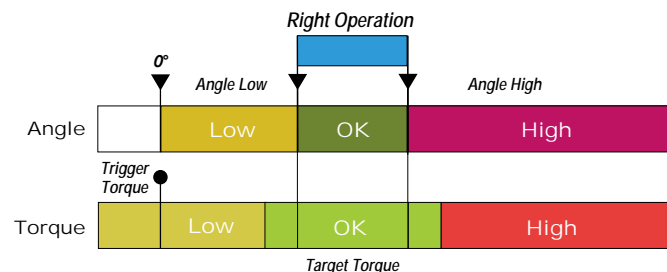 Right Operation
0°
Angle Low
Angle High
Angle
Low
OK
High
Trigger
Torque
Torque
Low
OK
High
Target Torque